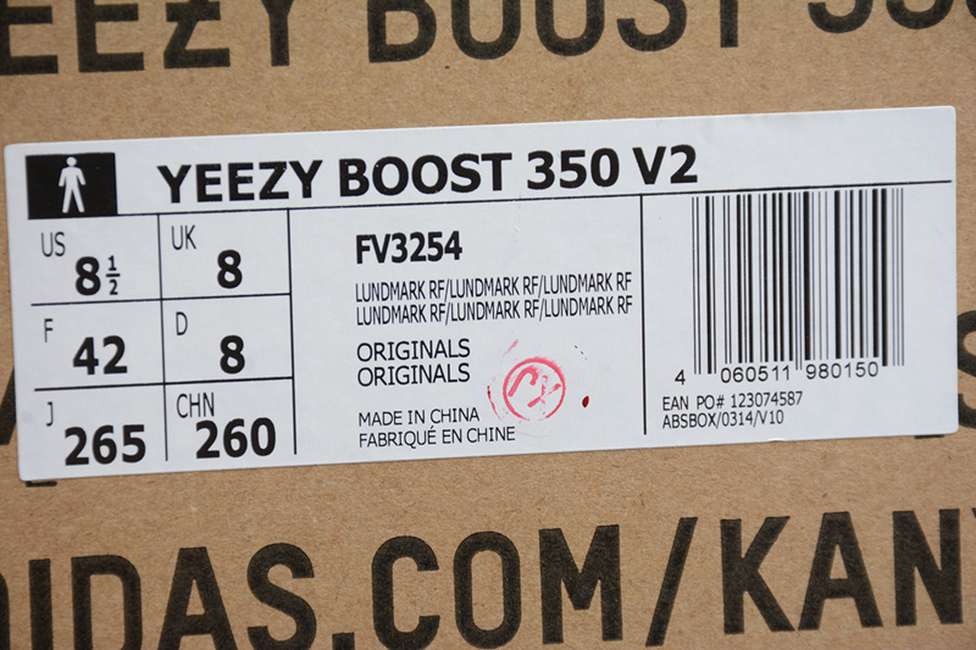 EEZY BOOST 350
YEEZY BOOST 350 V2
US 8½
UK 8
F 42
D 8
J 265
CHN 260
FV3254
LUNDMARK RF/LUNDMARK RF/LUNDMARK RF
LUNDMARK RF/LUNDMARK RF/LUNDMARK RF
ORIGINALS
ORIGINALS
MADE IN CHINA
FABRIQUÉ EN CHINE
4 060511 980150
EAN PO# 123074587
ABSBOX/0314/V10
DIDAS.COM/KAN